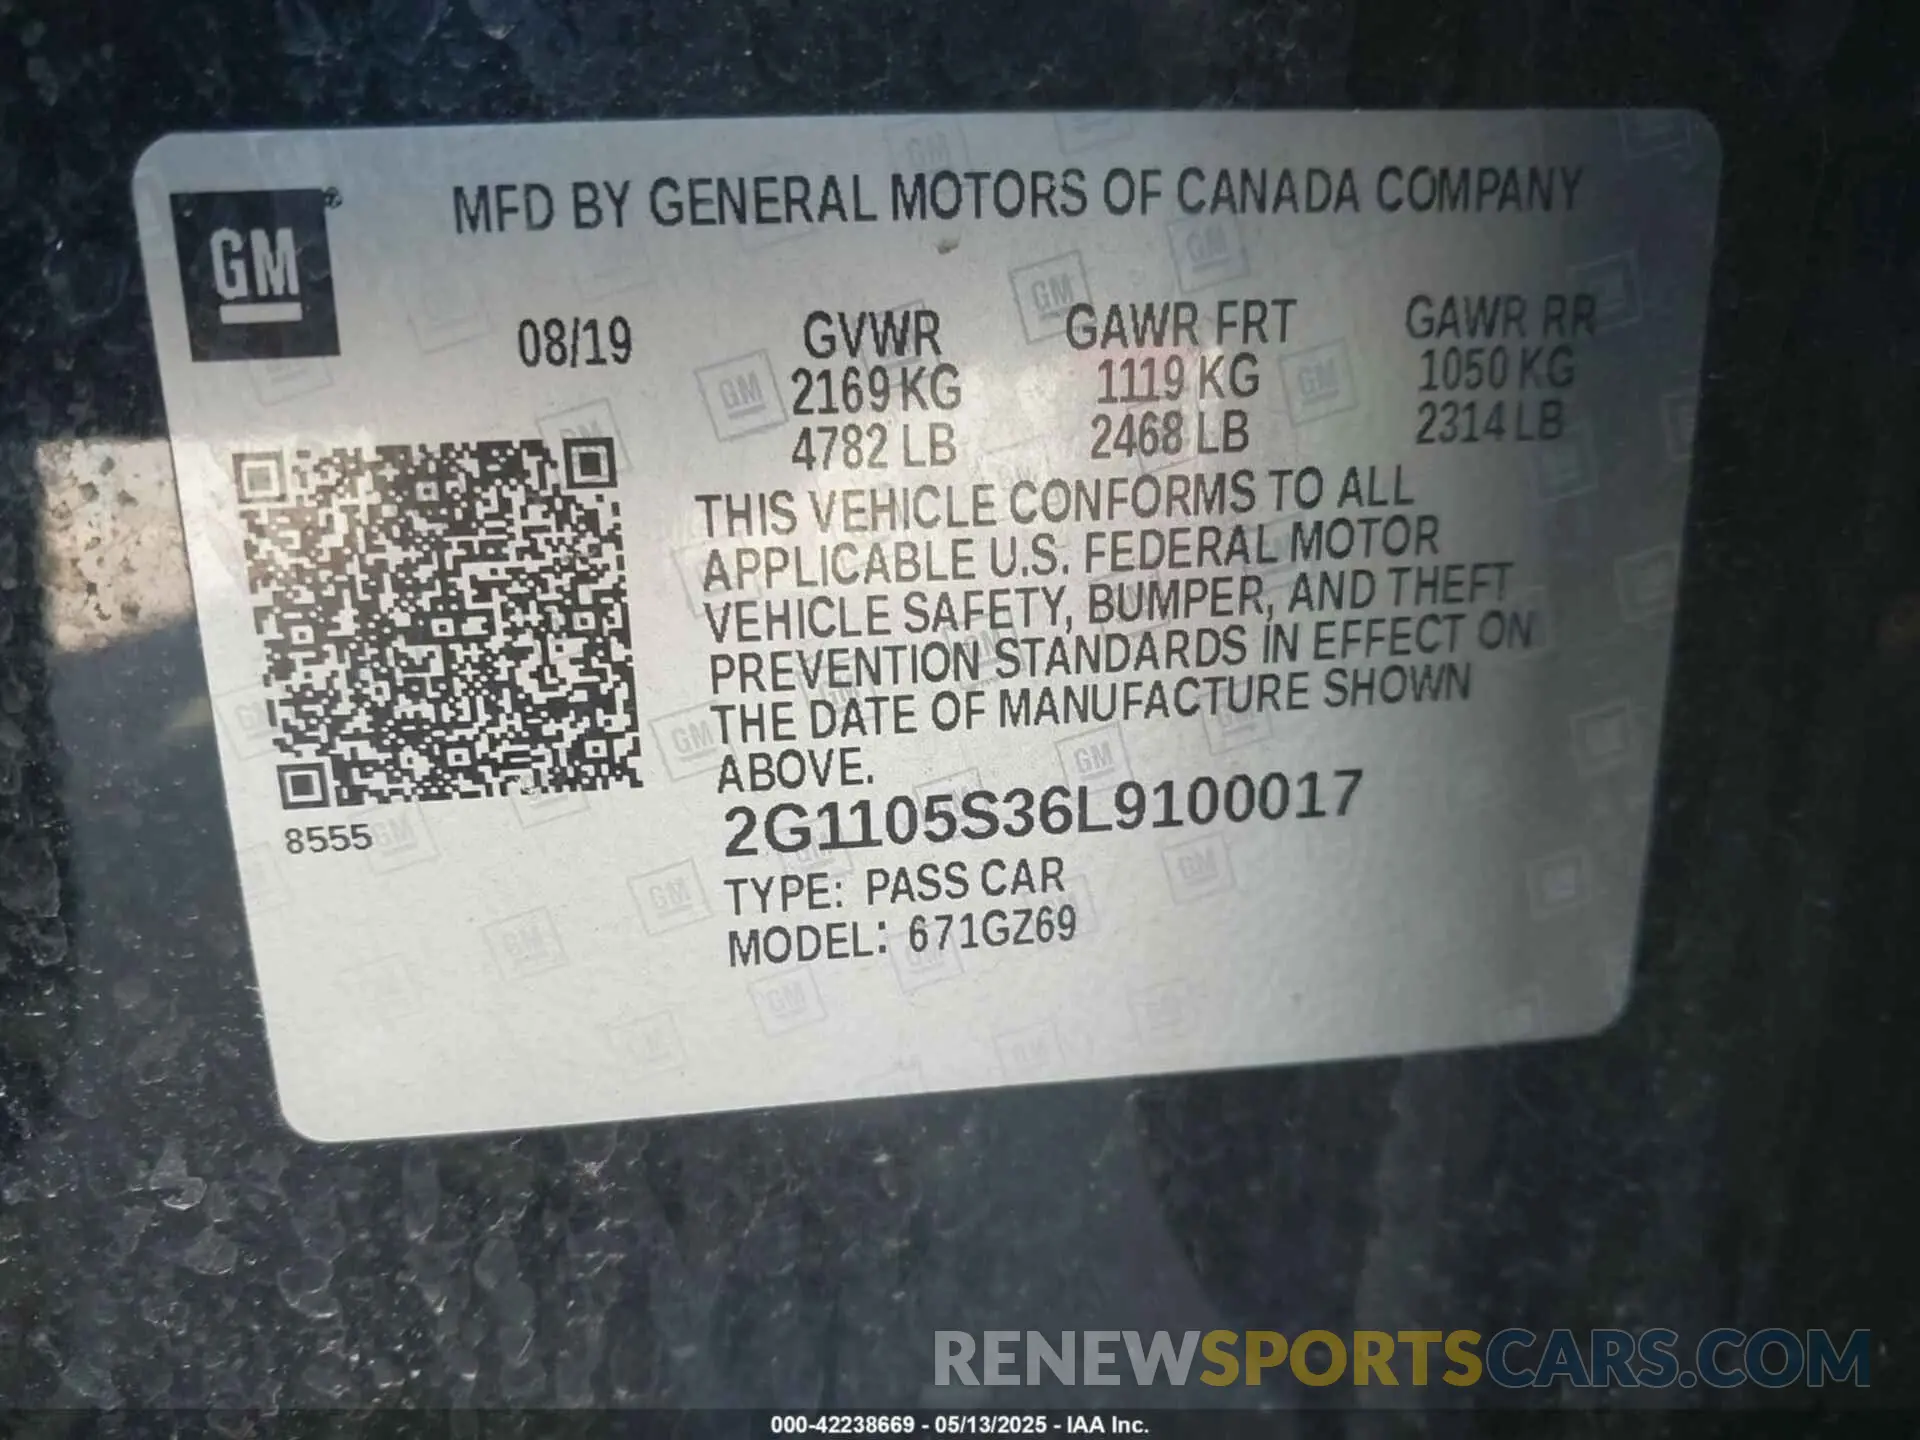 MFD BY GENERAL MOTORS OF CANADA COMPANY
GM ®
08/19
GVWR GAWR FRT GAWR RR
2169 KG 1119 KG 1050 KG
4782 LB 2468 LB 2314 LB
THIS VEHICLE CONFORMS TO ALL
APPLICABLE U.S. FEDERAL MOTOR
VEHICLE SAFETY, BUMPER, AND THEFT
PREVENTION STANDARDS IN EFFECT ON
THE DATE OF MANUFACTURE SHOWN
ABOVE.
8555
2G1105S36L9100017
TYPE: PASS CAR
MODEL: 671GZ69
RENEWSPORTSCARS.COM
000-42238669 - 05/13/2025 - IAA Inc.